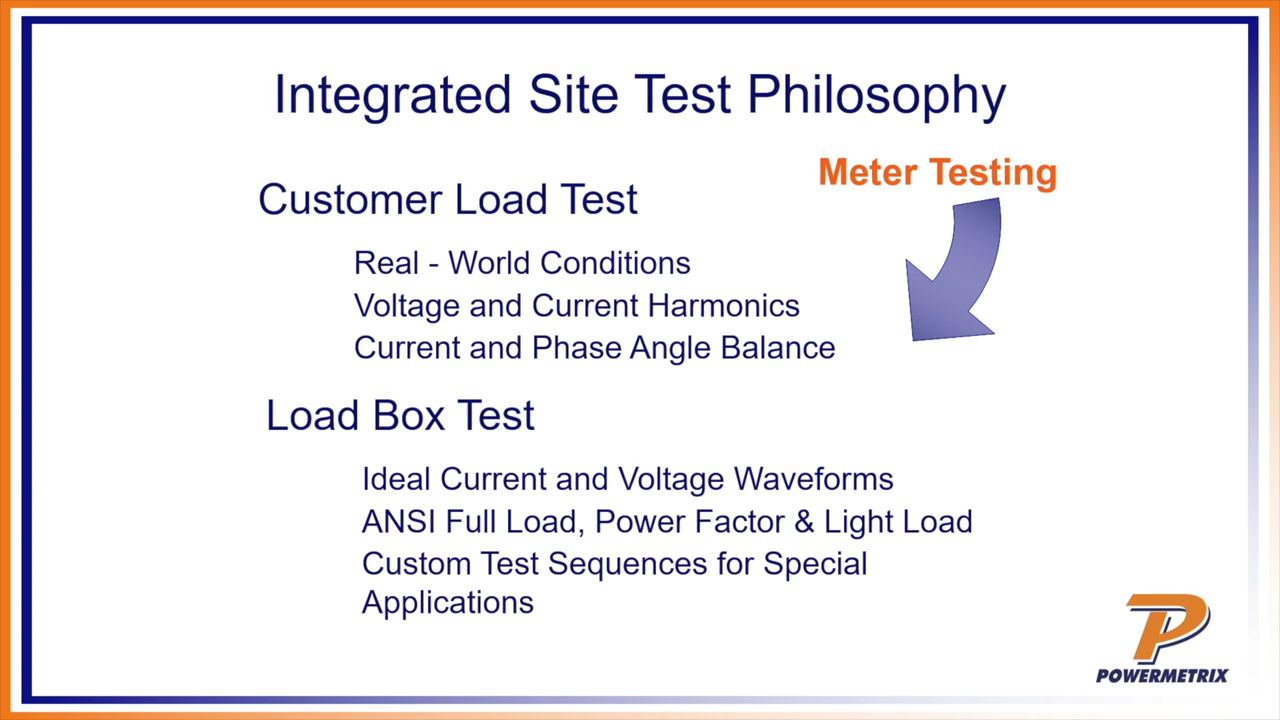 Integrated Site Test Philosophy
Meter Testing
Customer Load Test
Real - World Conditions
Voltage and Current Harmonics
Current and Phase Angle Balance
Load Box Test
Ideal Current and Voltage Waveforms
ANSI Full Load, Power Factor & Light Load
Custom Test Sequences for Special
Applications
P
POWERMETRIX